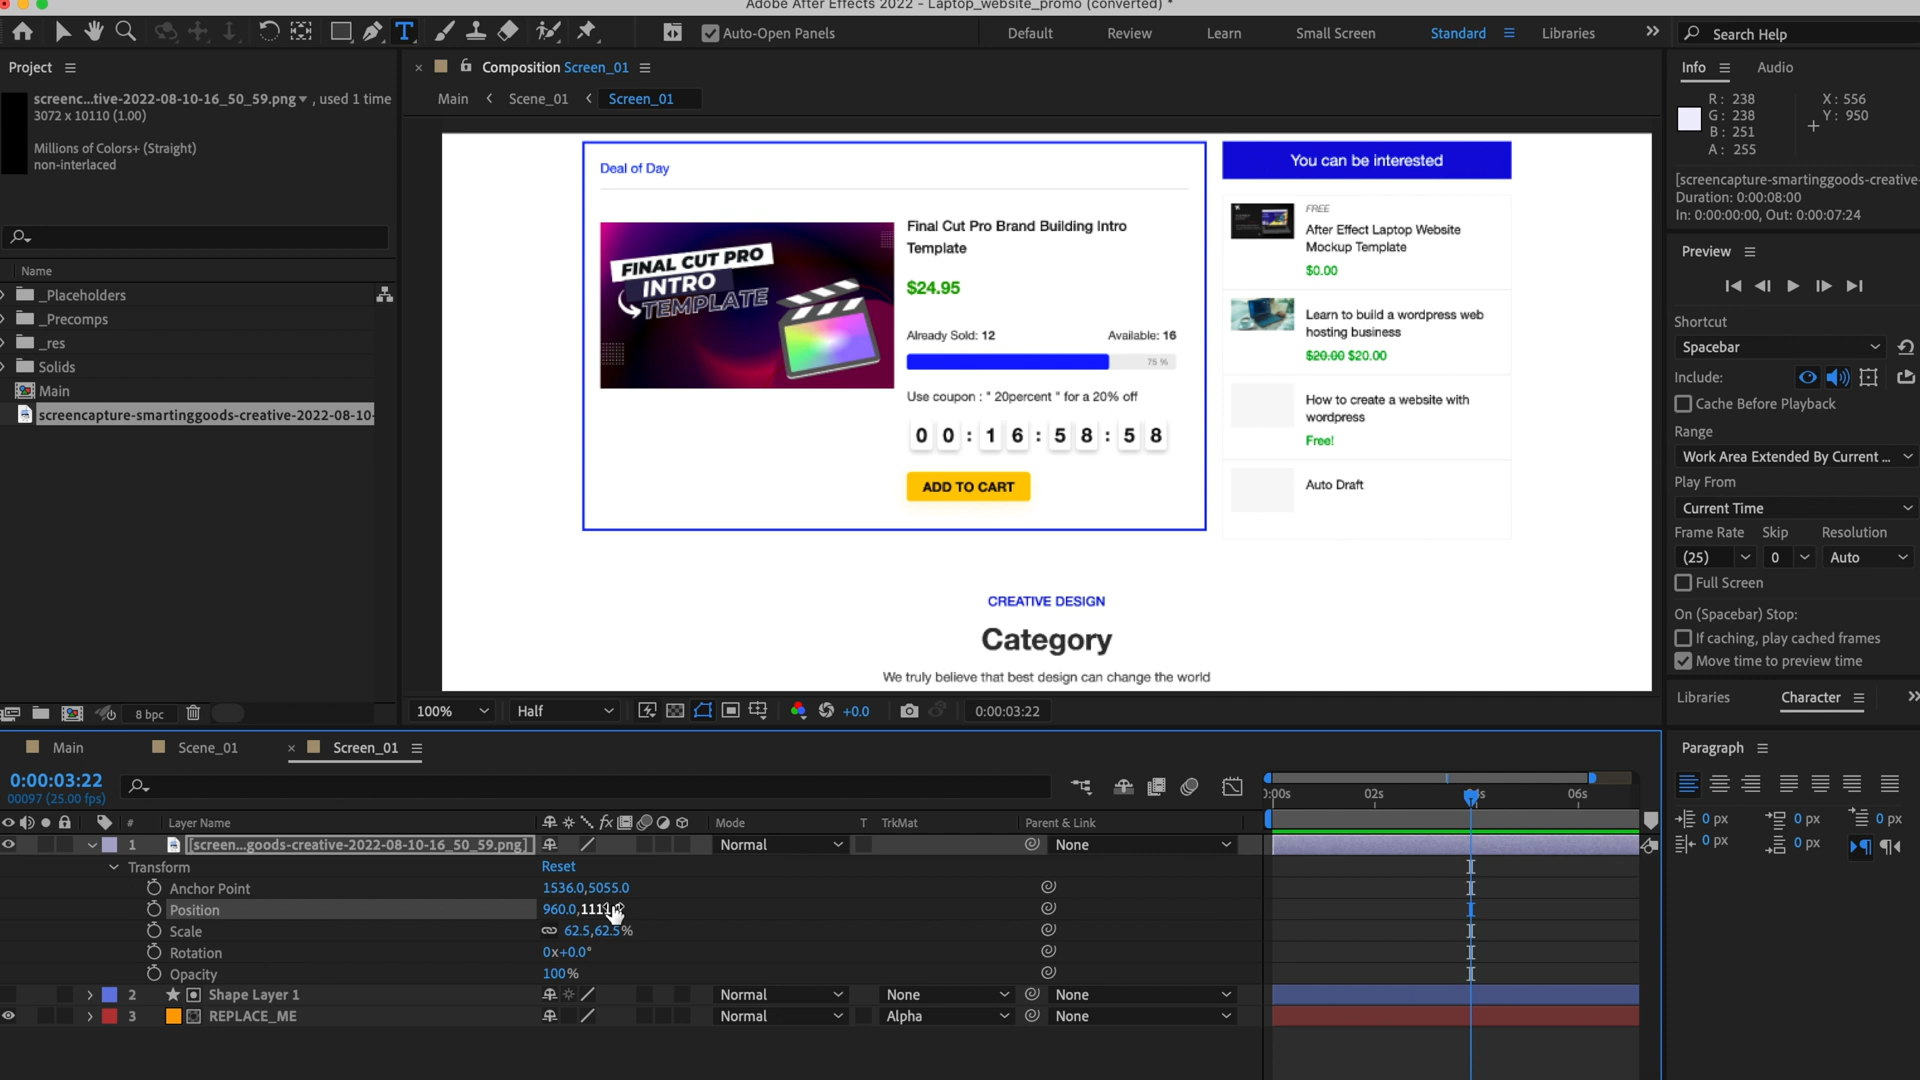 Adobe After Effects 2022 - Laptop_website_promo (converted) *
Auto-Open Panels
Default
Review
Learn
Small Screen
Standard
Libraries
Search Help
Project
screenc...tive-2022-08-10-16_50_59.png , used 1 time
3072 x 10110 (1.00)
Millions of Colors+ (Straight)
non-interlaced
Name
_Placeholders
_Precomps
_res
Solids
Main
screencapture-smartinggoods-creative-2022-08-10-
8 bpc
Composition Screen_01
Main
Scene_01
Screen_01
Deal of Day
FINAL CUT PRO
INTRO
TEMPLATE
Final Cut Pro Brand Building Intro
Template
$24.95
Already Sold: 12
Available: 16
75 %
Use coupon : " 20percent " for a 20% off
0 0 : 1 6 : 5 8 : 5 8
ADD TO CART
You can be interested
FREE
After Effect Laptop Website
Mockup Template
$0.00
Learn to build a wordpress web
hosting business
$20.00 $20.00
How to create a website with
wordpress
Free!
Auto Draft
CREATIVE DESIGN
Category
We truly believe that best design can change the world
100%
Half
+0.0
0:00:03:22
Info
Audio
R: 238
G: 238
B: 251
A: 255
X: 556
Y: 950
[screencapture-smartinggoods-creative-
Duration: 0:00:08:00
In: 0:00:00:00, Out: 0:00:07:24
Preview
Shortcut
Spacebar
Include:
Cache Before Playback
Range
Work Area Extended By Current ...
Play From
Current Time
Frame Rate
Skip
Resolution
(25)
0
Auto
Full Screen
On (Spacebar) Stop:
If caching, play cached frames
Move time to preview time
Libraries
Character
Paragraph
0 px
0 px
0 px
0 px
0 px
Main
Scene_01
Screen_01
0:00:03:22
00097 (25.00 fps)
02s
06s
#
Layer Name
fx
Mode
T
TrkMat
Parent & Link
1
[screen...goods-creative-2022-08-10-16_50_59.png]
Normal
None
Transform
Reset
Anchor Point
1536.0,5055.0
Position
960.0,
Scale
62.5,62.5%
Rotation
0x+0.0°
Opacity
100%
2
Shape Layer 1
Normal
None
None
3
REPLACE_ME
Normal
Alpha
None